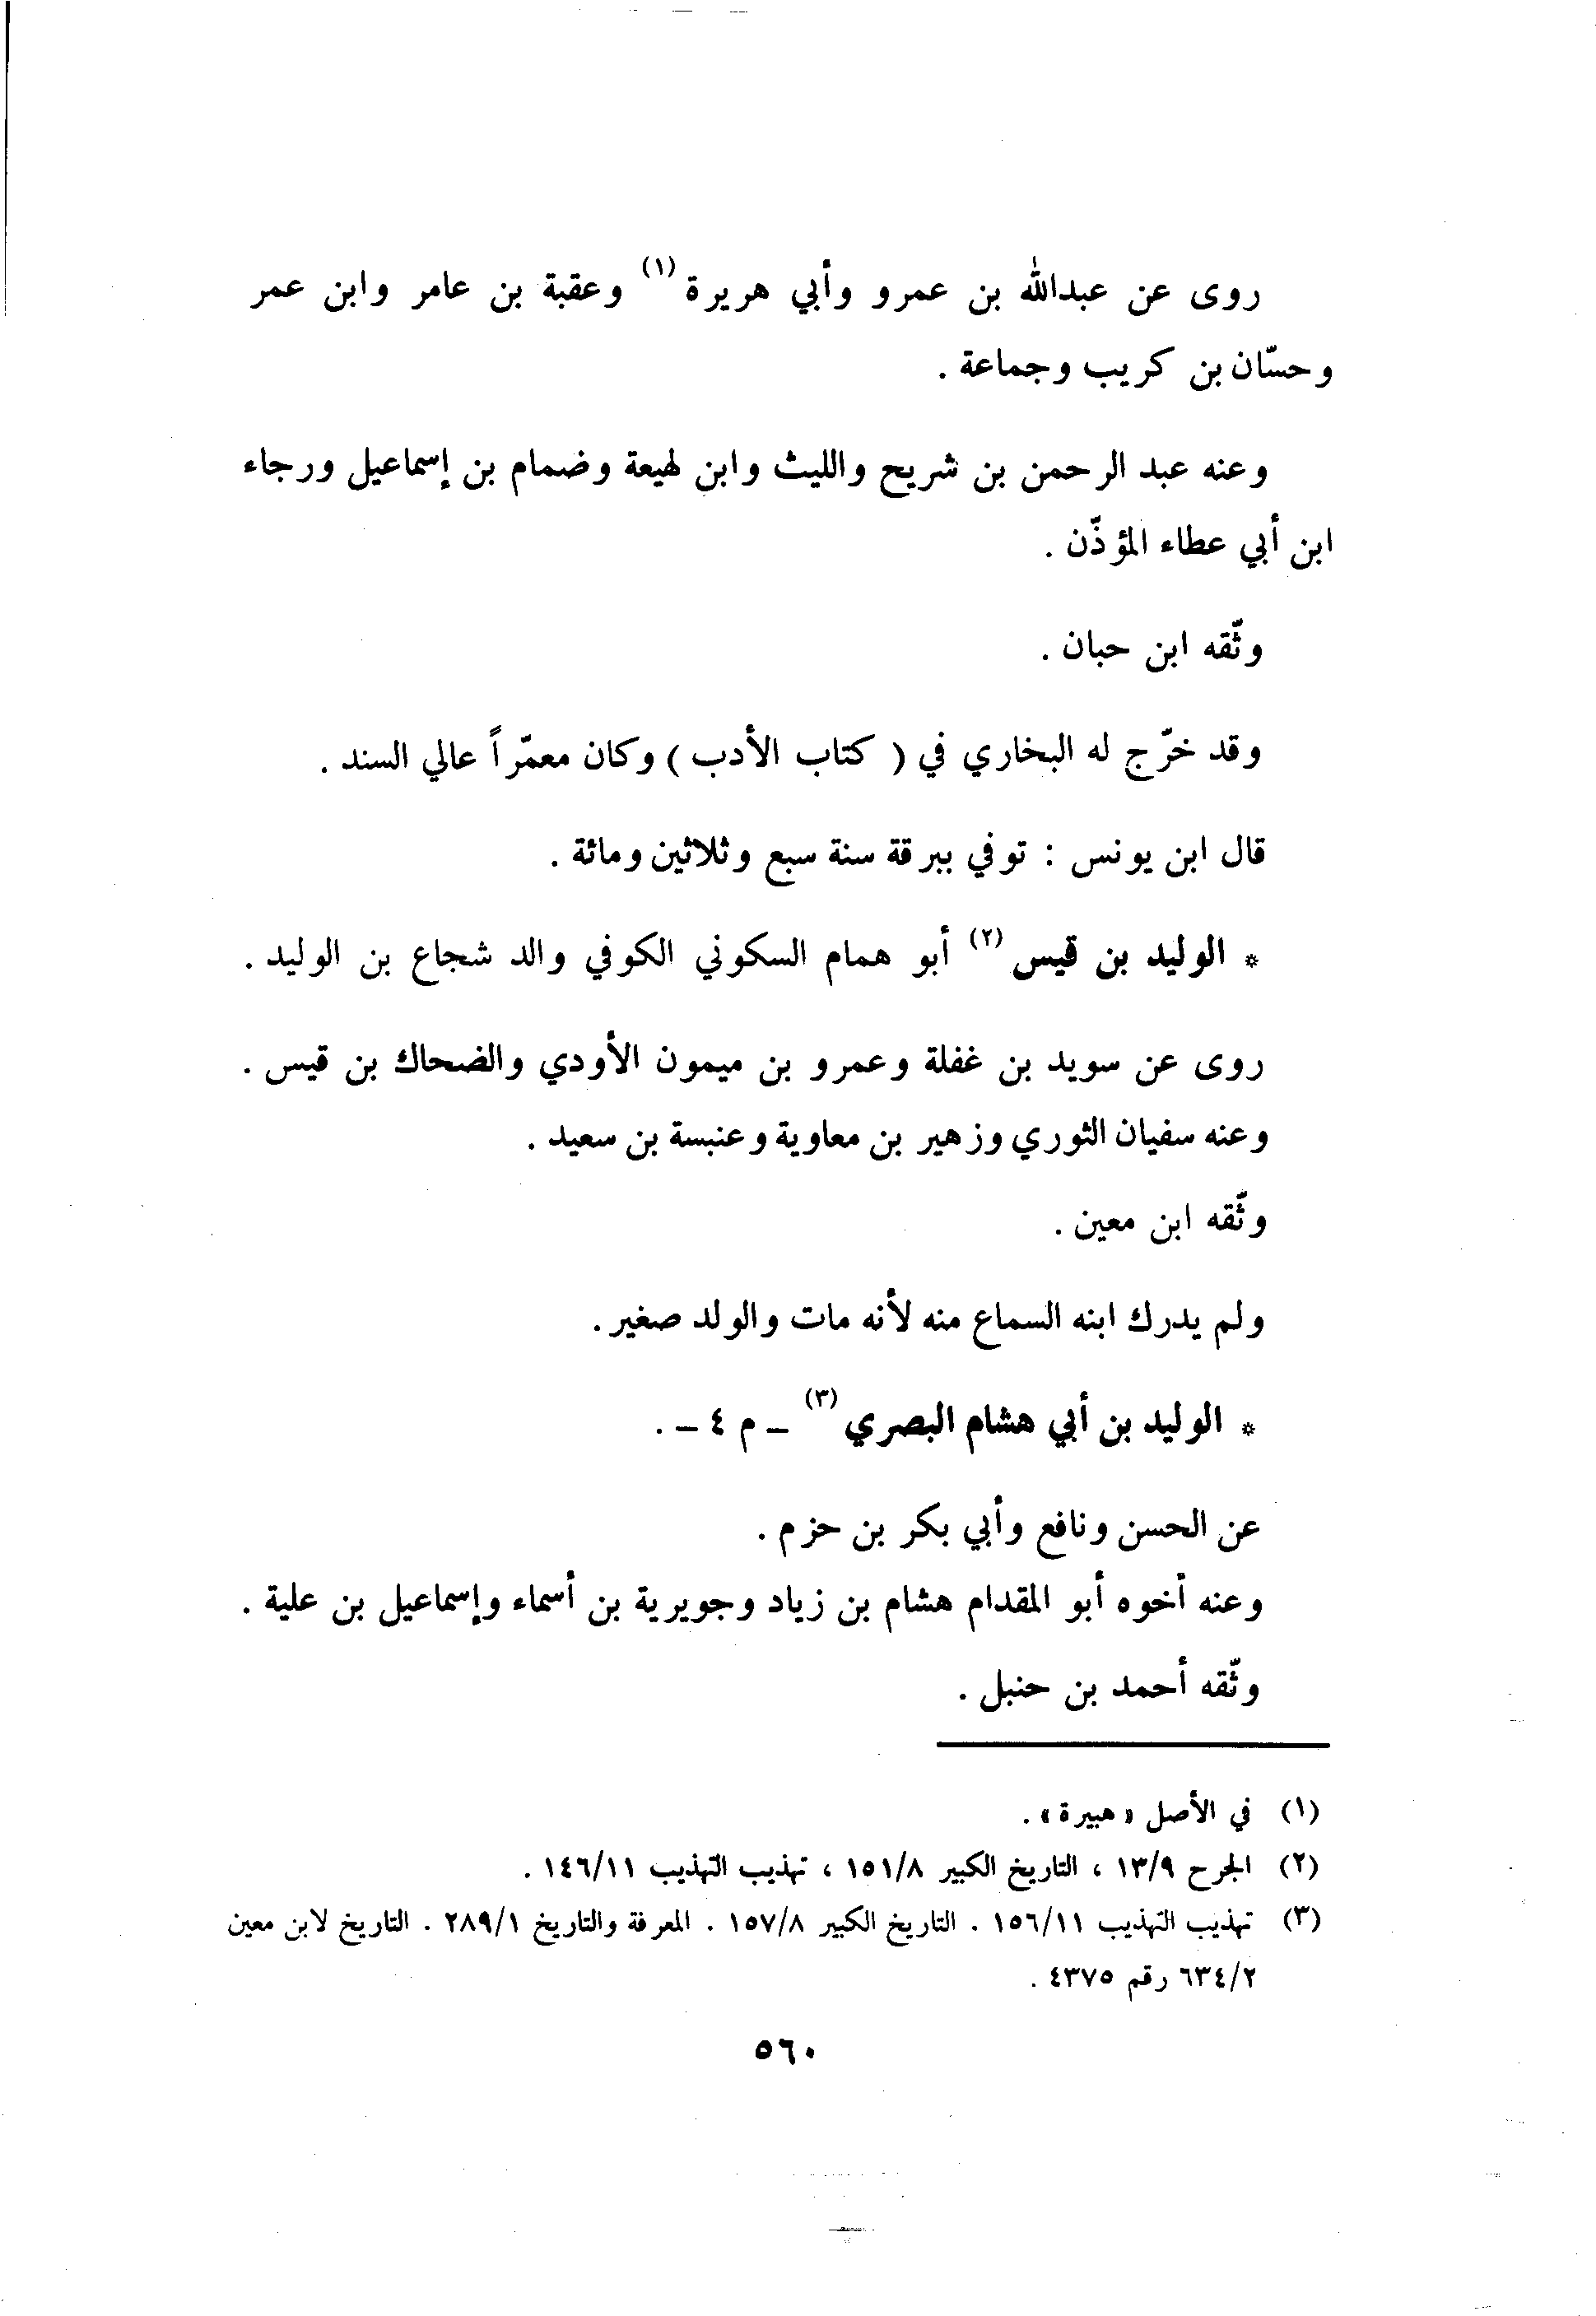 روى عن عبدالله بن عمرو وأبي هريرة (١) وعقبة بن عامر وابن عمر
وحسّان بن كريب وجماعة .
وعنه عبد الرحمن بن شريح والليث وابن لهيعة وضمام بن إسماعيل ورجاء
ابن أبي عطاء المؤذّن .
وثّقه ابن حبان .
وقد خرّج له البخاري في ( كتاب الأدب ) وكان معمّراً عالي السند .
قال ابن يونس : توفي ببرقة سنة سبع وثلاثين ومائة .
* الوليد بن قيس (٢) أبو همام السكوني الكوفي والد شجاع بن الوليد .
روى عن سويد بن غفلة وعمرو بن ميمون الأودي والضحاك بن قيس .
وعنه سفيان الثوري وزهير بن معاوية وعنبسة بن سعيد .
وثّقه ابن معين .
ولم يدرك ابنه السماع منه لأنه مات والولد صغير .
* الوليد بن أبي هشام البصري (٣) – م ٤ – .
عن الحسن ونافع وأبي بكر بن حزم .
وعنه أخوه أبو المقدام هشام بن زياد وجويرية بن أسماء وإسماعيل بن علية .
وثّقه أحمد بن حنبل .
(١) في الأصل « هبيرة » .
(٢) الجرح ١٣/٩ ، التاريخ الكبير ١٥١/٨ ، تهذيب التهذيب ١٤٦/١١ .
(٣) تهذيب التهذيب ١٥٦/١١ . التاريخ الكبير ١٥٧/٨ . المعرفة والتاريخ ٢٨٩/١ . التاريخ لابن معين
٦٣٤/٢ رقم ٤٣٧٥ .
٥٦٠